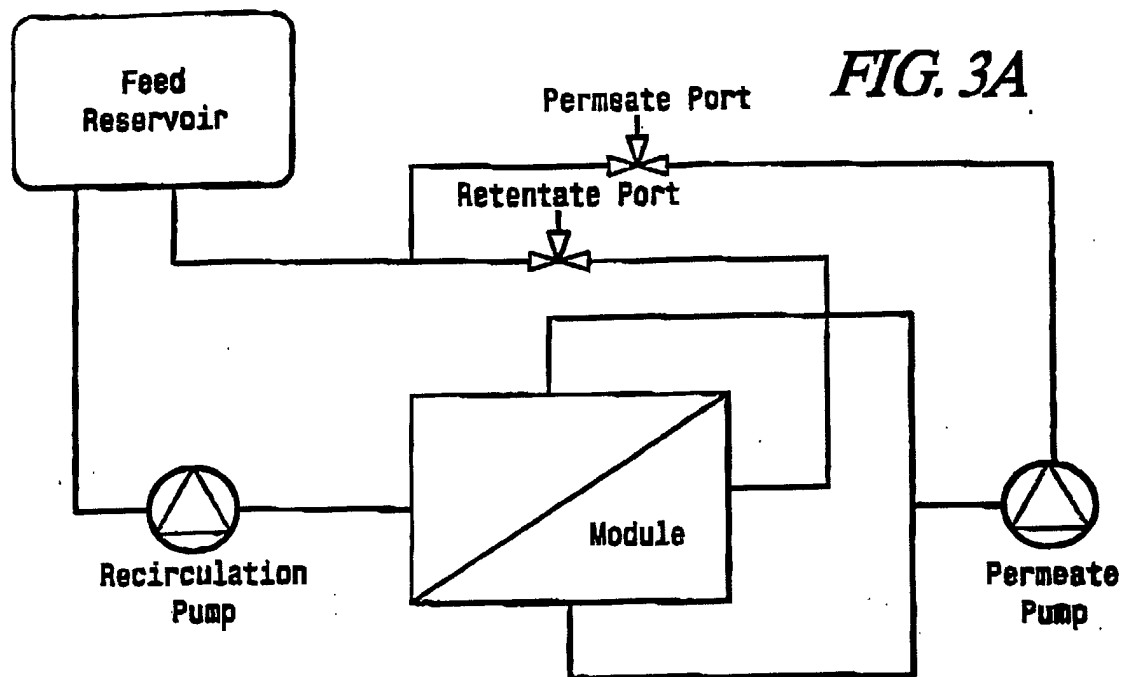 Feed
Reservoir
FIG. 3A
Permeate Port
Retentate Port
Module
Recirculation
Pump
Permeate
Pump